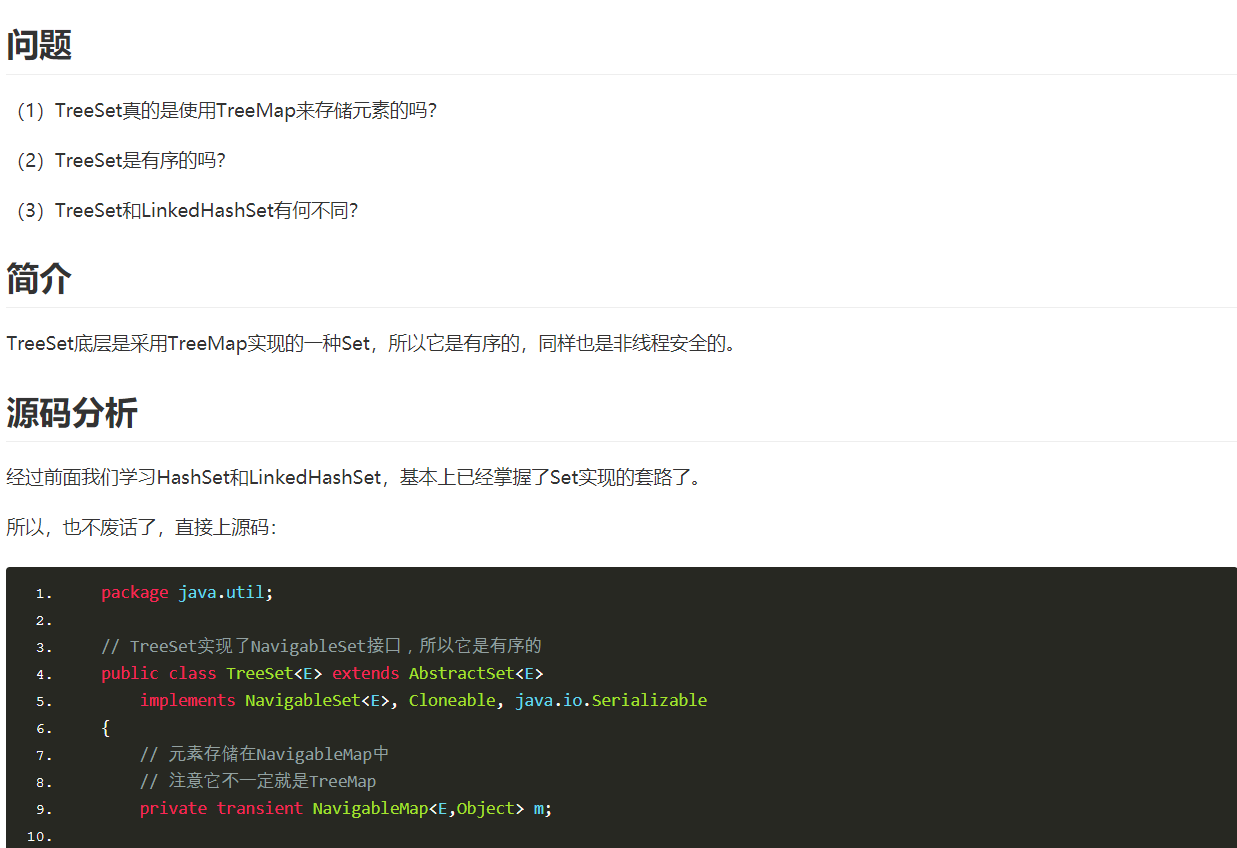 问题
（1）TreeSet真的是使用TreeMap来存储元素的吗？
（2）TreeSet是有序的吗？
（3）TreeSet和LinkedHashSet有何不同？
简介
TreeSet底层是采用TreeMap实现的一种Set，所以它是有序的，同样也是非线程安全的。
源码分析
经过前面我们学习HashSet和LinkedHashSet，基本上已经掌握了Set实现的套路了。
所以，也不废话了，直接上源码：
1. package java.util;
2.
3. // TreeSet实现了NavigableSet接口，所以它是有序的
4. public class TreeSet<E> extends AbstractSet<E>
5. implements NavigableSet<E>, Cloneable, java.io.Serializable
6. {
7. // 元素存储在NavigableMap中
8. // 注意它不一定就是TreeMap
9. private transient NavigableMap<E,Object> m;
10.